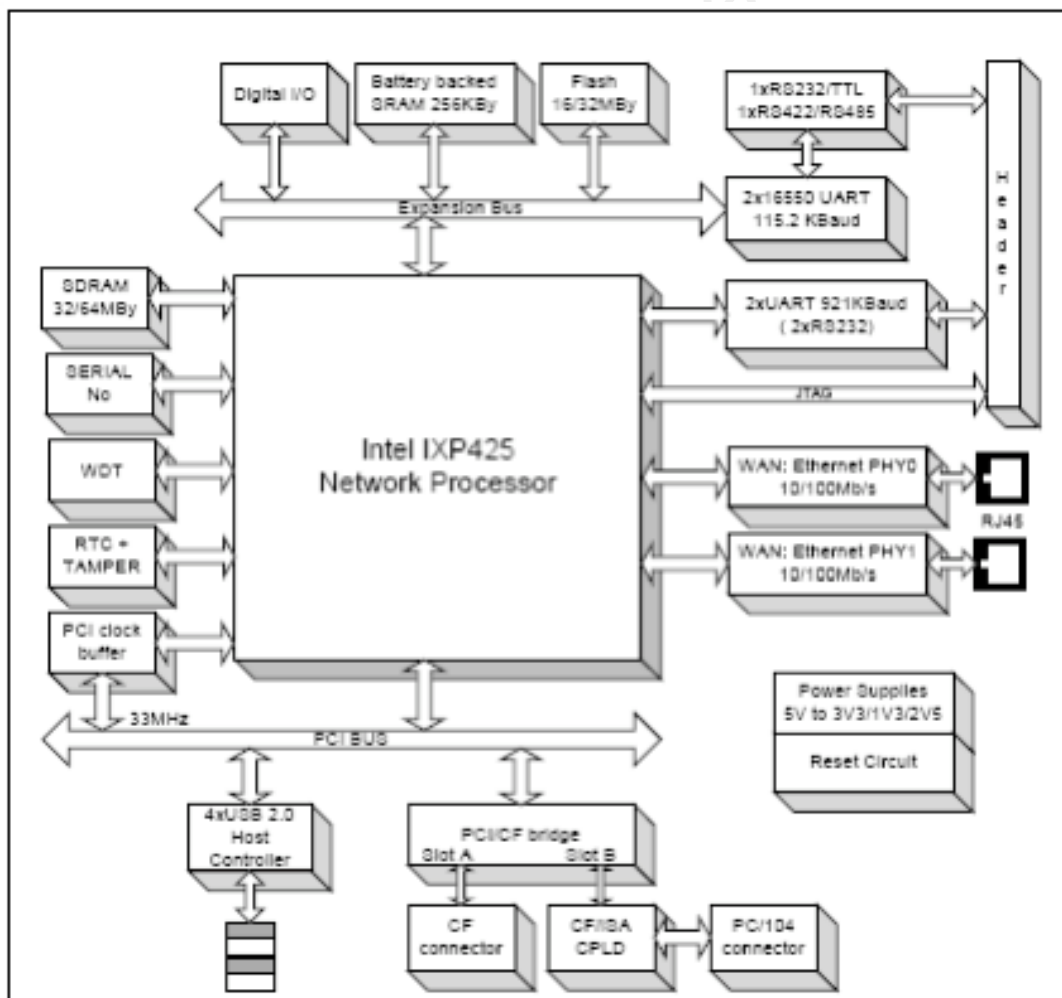 Digital I/O
Battery backed
SRAM 256KBy
Flash
16/32MBy
1xRS232/TTL
1xRS422/RS485
Header
Expansion Bus
2x16550 UART
115.2 KBaud
SDRAM
32/64MBy
2xUART 921KBaud
( 2xRS232)
SERIAL
No
JTAG
Intel IXP425
Network Processor
WDT
WAN: Ethernet PHY0
10/100Mb/s
RJ45
RTC +
TAMPER
WAN: Ethernet PHY1
10/100Mb/s
PCI clock
buffer
33MHz
PCI BUS
Power Supplies
5V to 3V3/1V3/2V5
Reset Circuit
4xUSB 2.0
Host
Controller
PCI/CF bridge
Slot A
Slot B
CF
connector
CF/ISA
CPLD
PC/104
connector